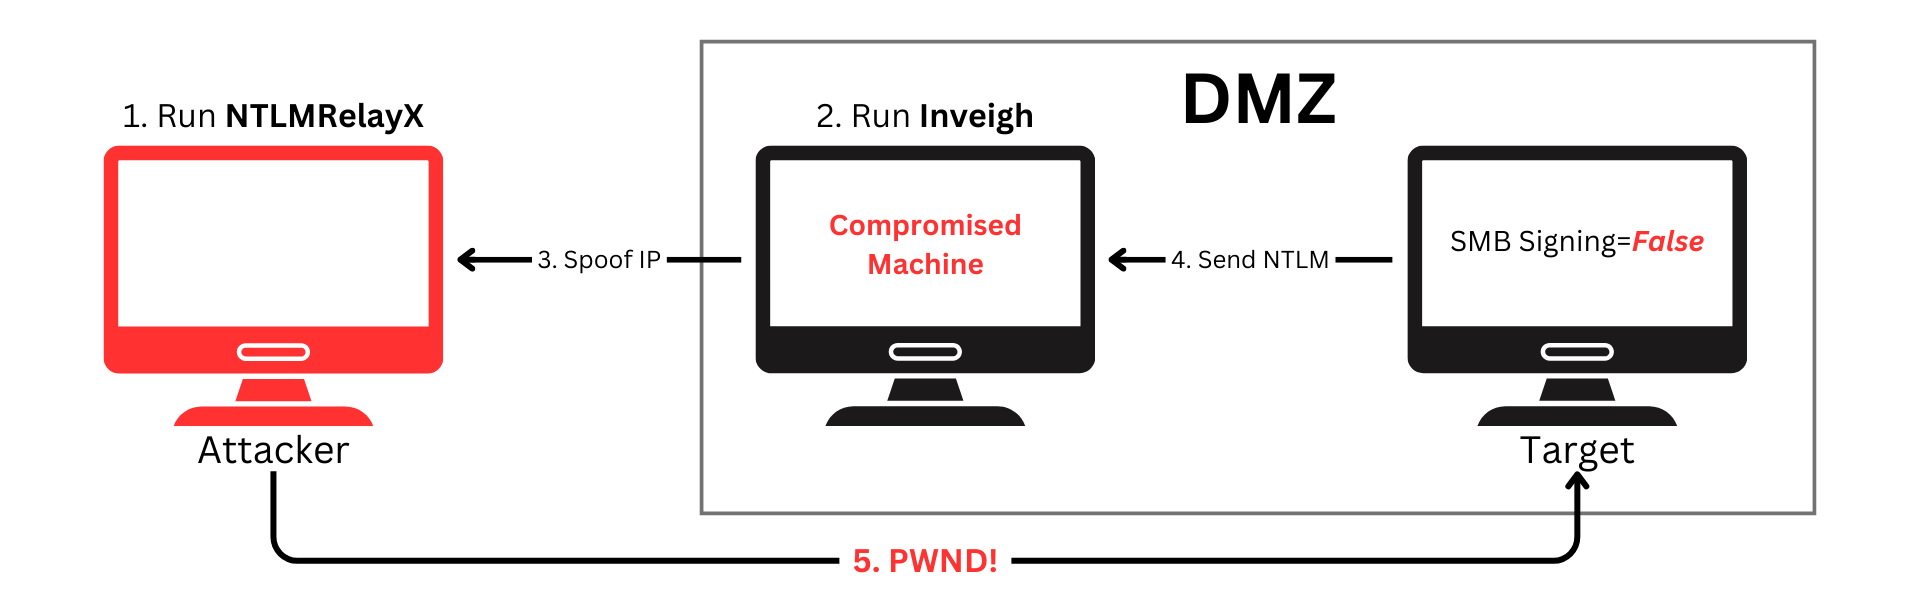 DMZ
1. Run NTLMRelayX
2. Run Inveigh
Compromised
Machine
SMB Signing=False
3. Spoof IP
4. Send NTLM
Attacker
Target
5. PWND!